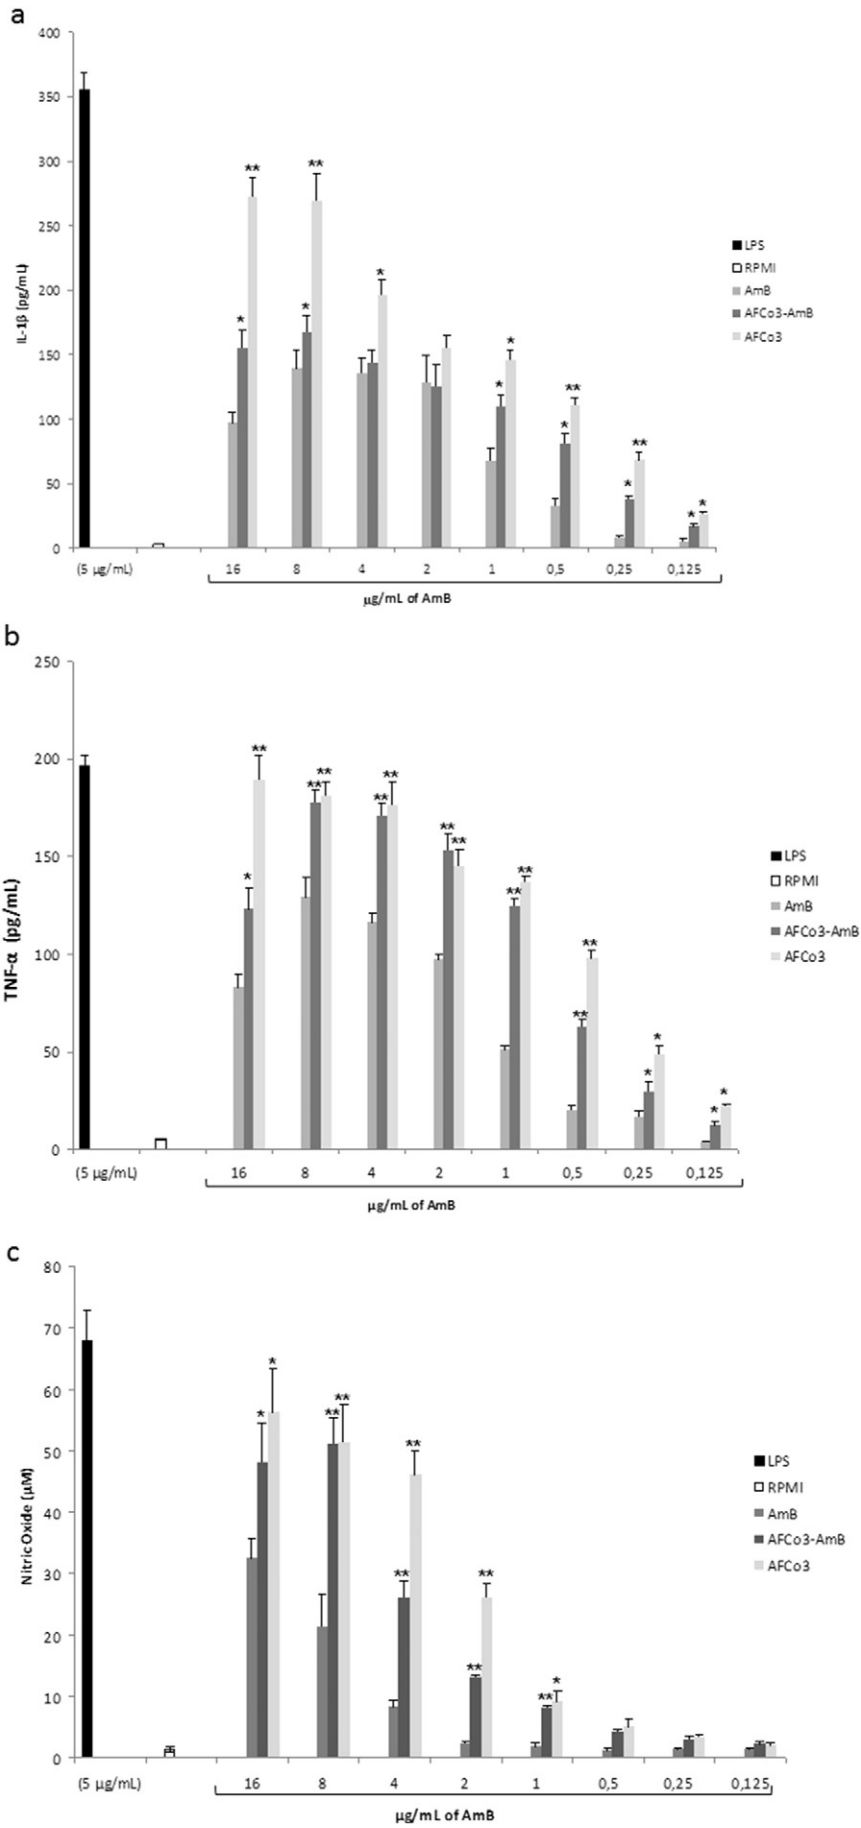 a
400
350
300
250
200
150
100
50
0
IL-1β (pg/mL)
** ** * * * * * ** * ** * * *
LPS
RPMI
AmB
AFCo3-AmB
AFCo3
(5 µg/mL) 16 8 4 2 1 0,5 0,25 0,125
µg/mL of AmB
b
250
200
150
100
50
0
TNF-α (pg/mL)
* ** ** ** ** ** ** ** ** ** ** ** * * * *
LPS
RPMI
AmB
AFCo3-AmB
AFCo3
(5 µg/mL) 16 8 4 2 1 0,5 0,25 0,125
µg/mL of AmB
c
80
70
60
50
40
30
20
10
0
Nitric Oxide (µM)
* * ** ** ** ** ** ** ** *
LPS
RPMI
AmB
AFCo3-AmB
AFCo3
(5 µg/mL) 16 8 4 2 1 0,5 0,25 0,125
µg/mL of AmB